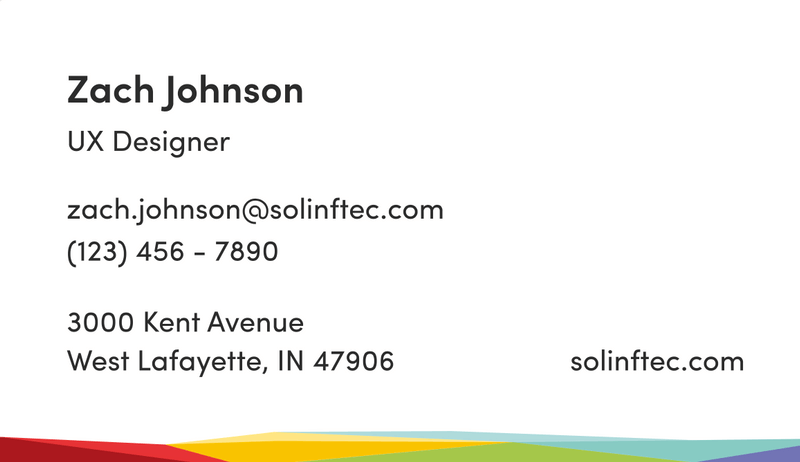 Zach Johnson
UX Designer
zach.johnson@solinftec.com
(123) 456 - 7890
3000 Kent Avenue
West Lafayette, IN 47906
solinftec.com